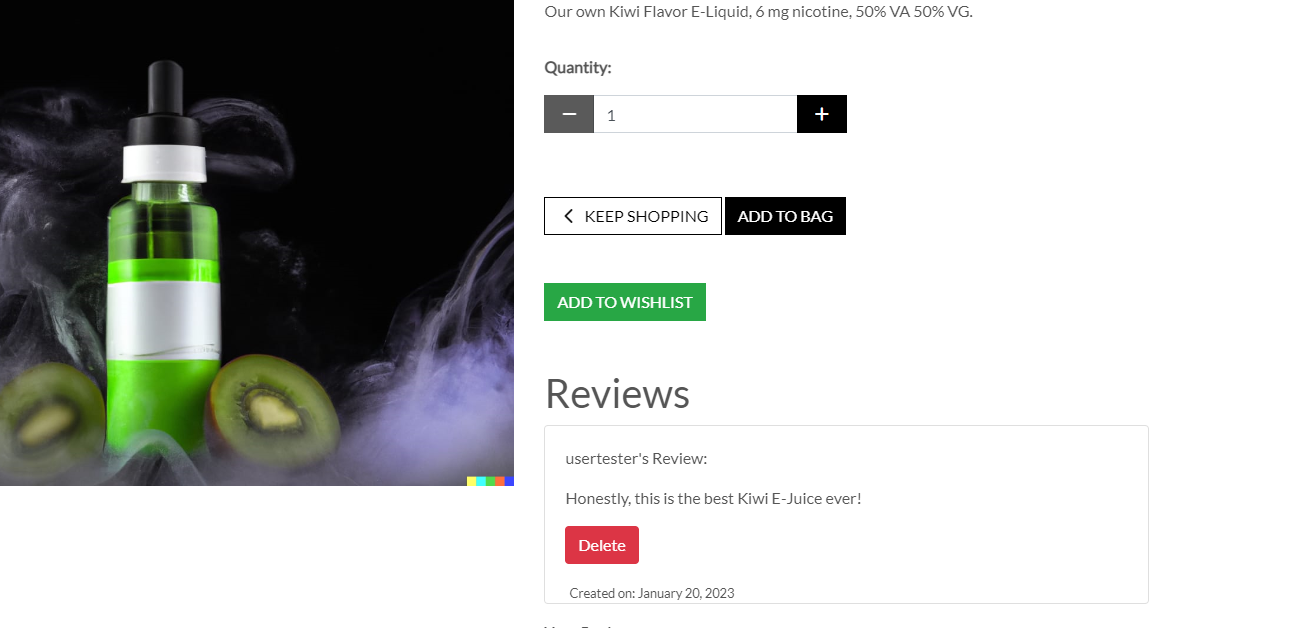 Our own Kiwi Flavor E-Liquid, 6 mg nicotine, 50% VA 50% VG.
Quantity:
1
KEEP SHOPPING
ADD TO BAG
ADD TO WISHLIST
Reviews
usertester's Review:
Honestly, this is the best Kiwi E-Juice ever!
Delete
Created on: January 20, 2023